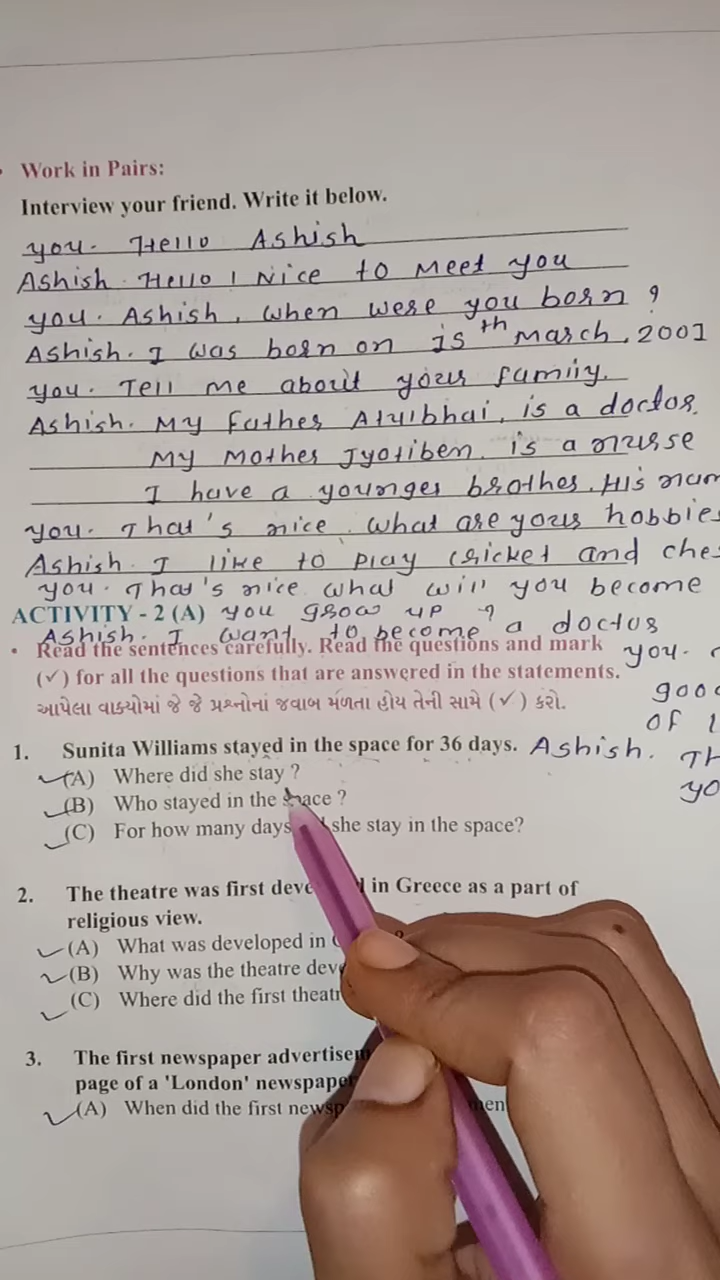 Work in Pairs:
Interview your friend. Write it below.
you. Hello Ashish
Ashish. Hello! Nice to Meet you
you. Ashish, when were you born ?
Ashish. I was born on 15th March, 2001
you. Tell me about your family.
Ashish. My father Atulbhai, is a doctor.
My Mother Jyotiben. is a nurse
I have a younger brother. His nam
you. That's nice. what are your hobbies
Ashish. I like to play cricket and che
you. That's nice what will you become
ACTIVITY - 2 (A) you grow up ?
Ashish. I want to become a doctor
• Read the sentences carefully. Read the questions and mark you.
(✓) for all the questions that are answered in the statements.
good
આપેલા વાક્યોમાં જે જે પ્રશ્નોનાં જવાબ મળતા હોય તેની સામે (✓) કરો.
of
1. Sunita Williams stayed in the space for 36 days. Ashish. Th
✓(A) Where did she stay ?
yo
✓(B) Who stayed in the space ?
✓(C) For how many days she stay in the space?
2. The theatre was first deve in Greece as a part of
religious view.
✓(A) What was developed in
✓(B) Why was the theatre dev
✓(C) Where did the first theatr
3. The first newspaper advertisem
page of a 'London' newspaper
✓(A) When did the first newsp men